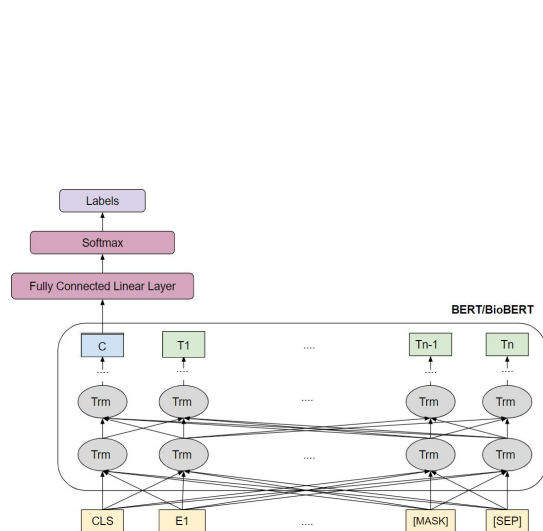 Labels
Softmax
Fully Connected Linear Layer
BERT/BioBERT
C T1 .... Tn-1 Tn
.... .... .... ....
Trm Trm .... Trm Trm
Trm Trm .... Trm Trm
CLS E1 .... [MASK] [SEP]